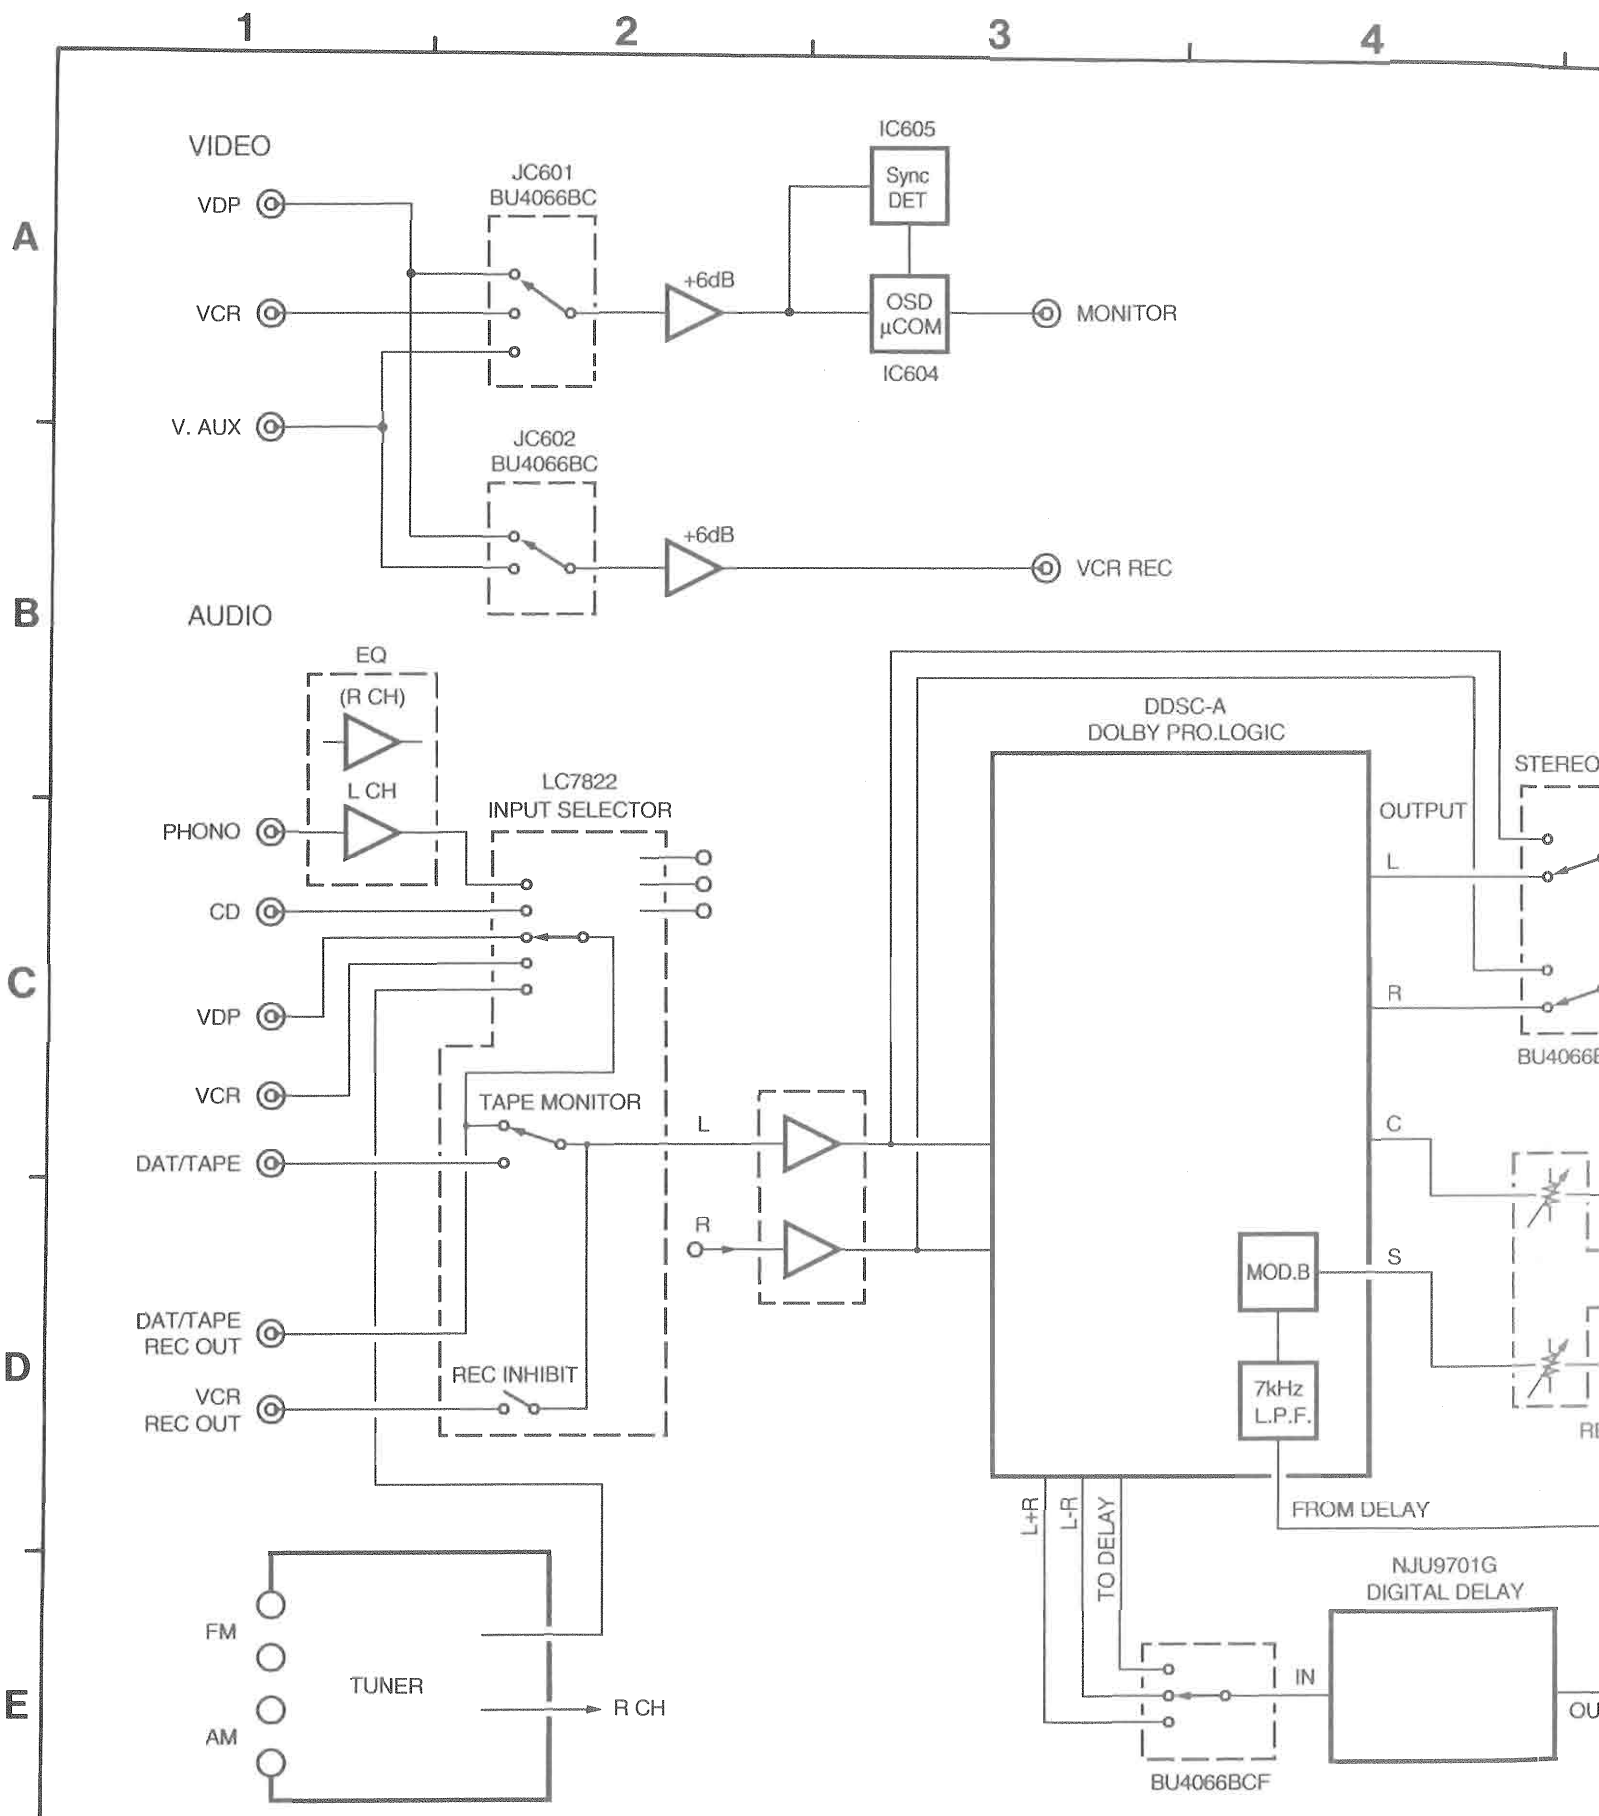 1 2 3 4
A
B
C
D
E
VIDEO
VDP
VCR
V. AUX
JC601
BU4066BC
+6dB
IC605
Sync
DET
OSD
µCOM
IC604
MONITOR
JC602
BU4066BC
+6dB
VCR REC
AUDIO
EQ
(R CH)
L CH
PHONO
CD
VDP
VCR
DAT/TAPE
DAT/TAPE
REC OUT
VCR
REC OUT
LC7822
INPUT SELECTOR
TAPE MONITOR
REC INHIBIT
L
R
DDSC-A
DOLBY PRO.LOGIC
OUTPUT
L
R
C
S
MOD.B
7kHz
L.P.F.
STEREO
BU4066B
RE
L+R
L-R
TO DELAY
FROM DELAY
NJU9701G
DIGITAL DELAY
IN
OU
BU4066BCF
FM
AM
TUNER
R CH